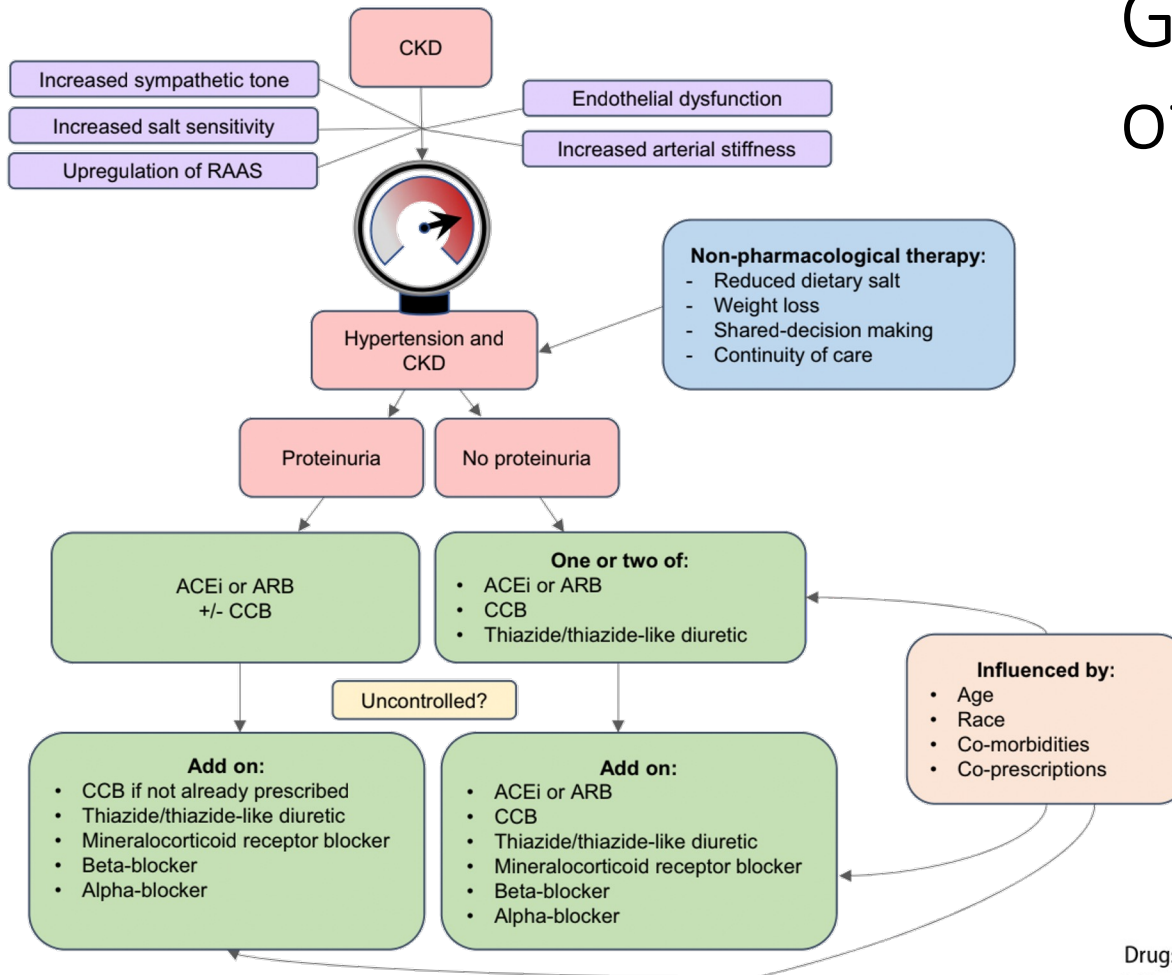 G
CKD
Increased sympathetic tone
Increased salt sensitivity
Upregulation of RAAS
Endothelial dysfunction
Increased arterial stiffness
Non-pharmacological therapy:
- Reduced dietary salt
- Weight loss
- Shared-decision making
- Continuity of care
Hypertension and
CKD
Proteinuria
No proteinuria
ACEi or ARB
+/- CCB
One or two of:
• ACEi or ARB
• CCB
• Thiazide/thiazide-like diuretic
Influenced by:
• Age
• Race
• Co-morbidities
• Co-prescriptions
Uncontrolled?
Add on:
• CCB if not already prescribed
• Thiazide/thiazide-like diuretic
• Mineralocorticoid receptor blocker
• Beta-blocker
• Alpha-blocker
Add on:
• ACEi or ARB
• CCB
• Thiazide/thiazide-like diuretic
• Mineralocorticoid receptor blocker
• Beta-blocker
• Alpha-blocker
Drug